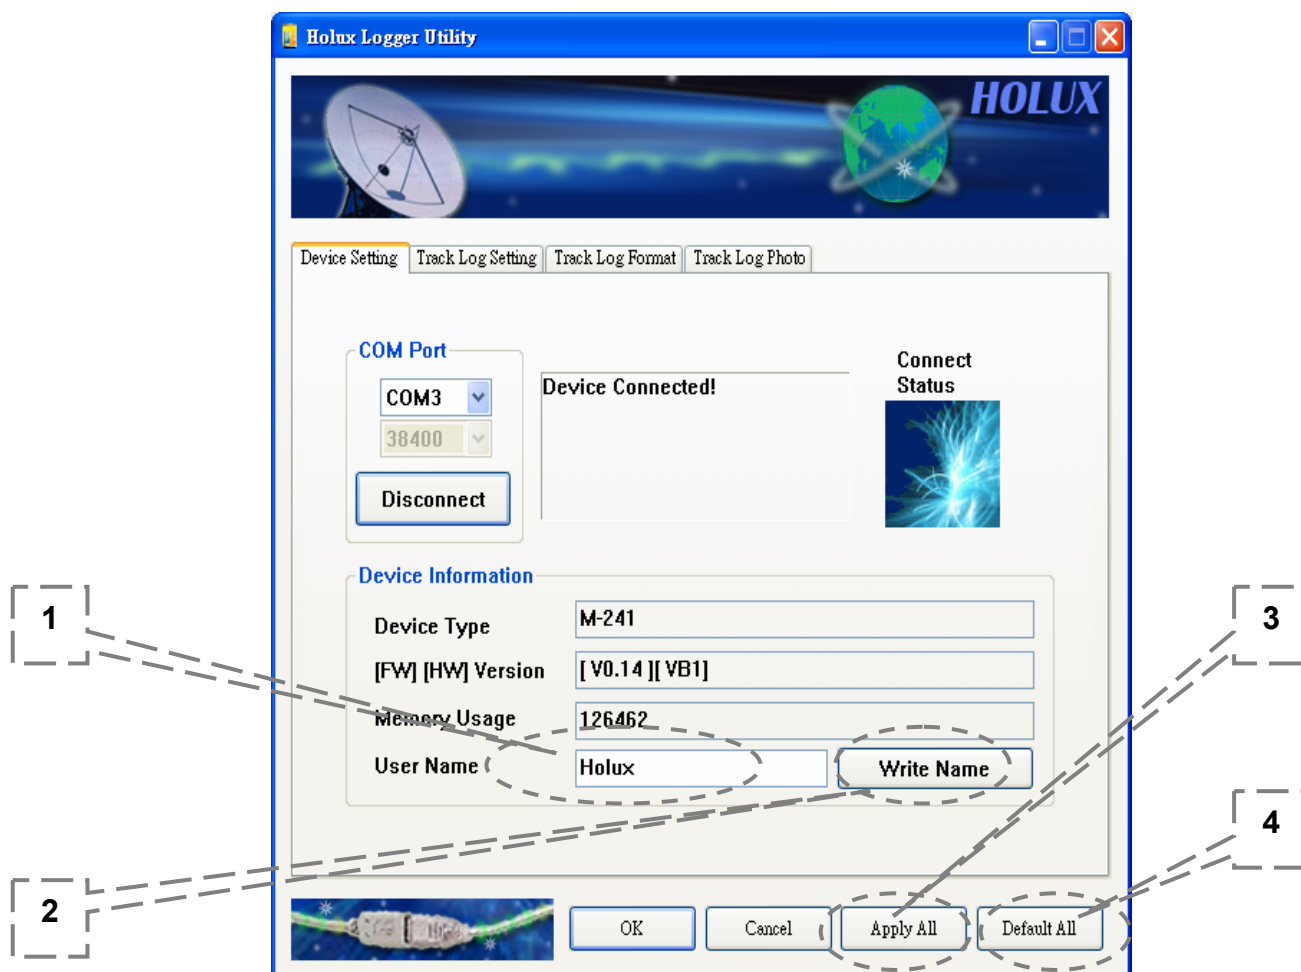 Holux Logger Utility
HOLUX
Device Setting Track Log Setting Track Log Format Track Log Photo
COM Port
COM3
38400
Disconnect
Device Connected!
Connect
Status
Device Information
Device Type M-241
[FW] [HW] Version [ V0.14 ][ VB1]
Memory Usage 126462
User Name Holux Write Name
OK Cancel Apply All Default All
1
2
3
4